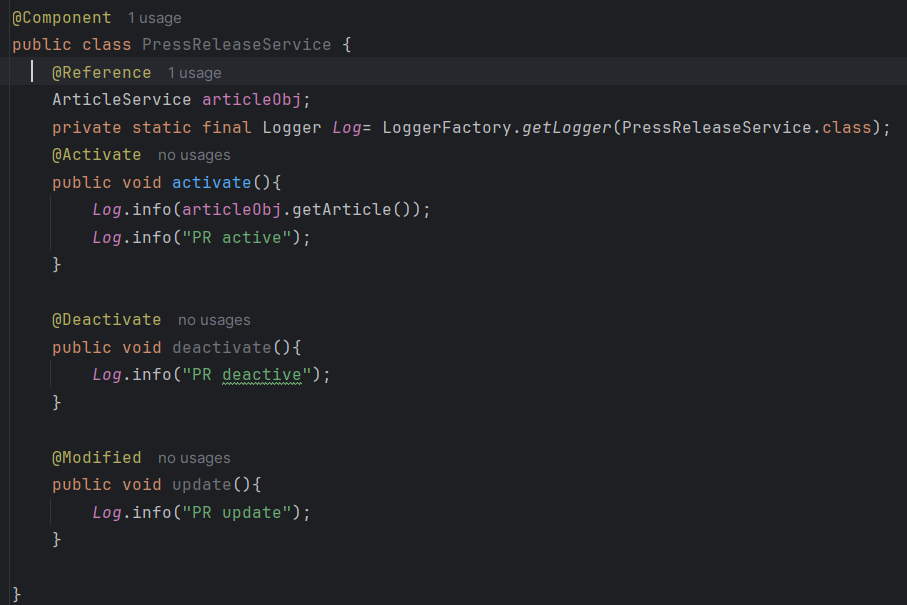 @Component 1 usage
public class PressReleaseService {
@Reference 1 usage
ArticleService articleObj;
private static final Logger Log= LoggerFactory.getLogger(PressReleaseService.class);
@Activate no usages
public void activate(){
Log.info(articleObj.getArticle());
Log.info("PR active");
}
@Deactivate no usages
public void deactivate(){
Log.info("PR deactive");
}
@Modified no usages
public void update(){
Log.info("PR update");
}
}